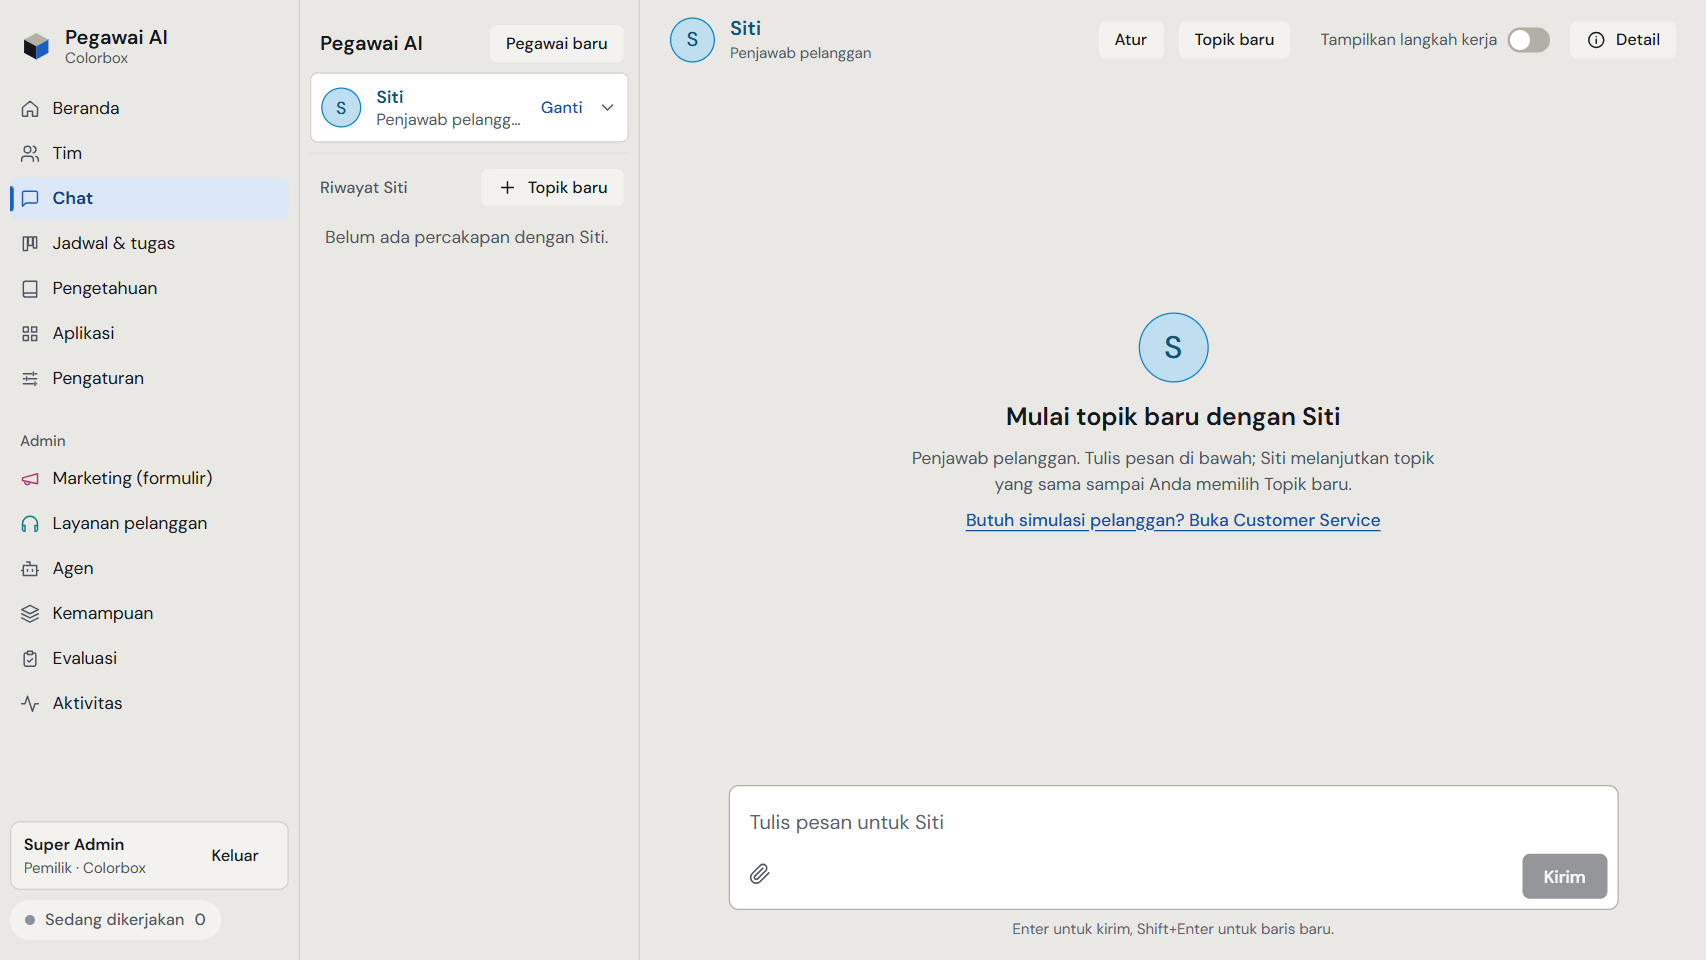 Pegawai AI
Colorbox
Beranda
Tim
Chat
Jadwal & tugas
Pengetahuan
Aplikasi
Pengaturan
Admin
Marketing (formulir)
Layanan pelanggan
Agen
Kemampuan
Evaluasi
Aktivitas
Super Admin
Pemilik · Colorbox
Keluar
Sedang dikerjakan 0
Pegawai AI
Pegawai baru
S
Siti
Penjawab pelangg...
Ganti
Riwayat Siti
+ Topik baru
Belum ada percakapan dengan Siti.
S
Siti
Penjawab pelanggan
Atur
Topik baru
Tampilkan langkah kerja
Detail
S
Mulai topik baru dengan Siti
Penjawab pelanggan. Tulis pesan di bawah; Siti melanjutkan topik
yang sama sampai Anda memilih Topik baru.
Butuh simulasi pelanggan? Buka Customer Service
Tulis pesan untuk Siti
Kirim
Enter untuk kirim, Shift+Enter untuk baris baru.